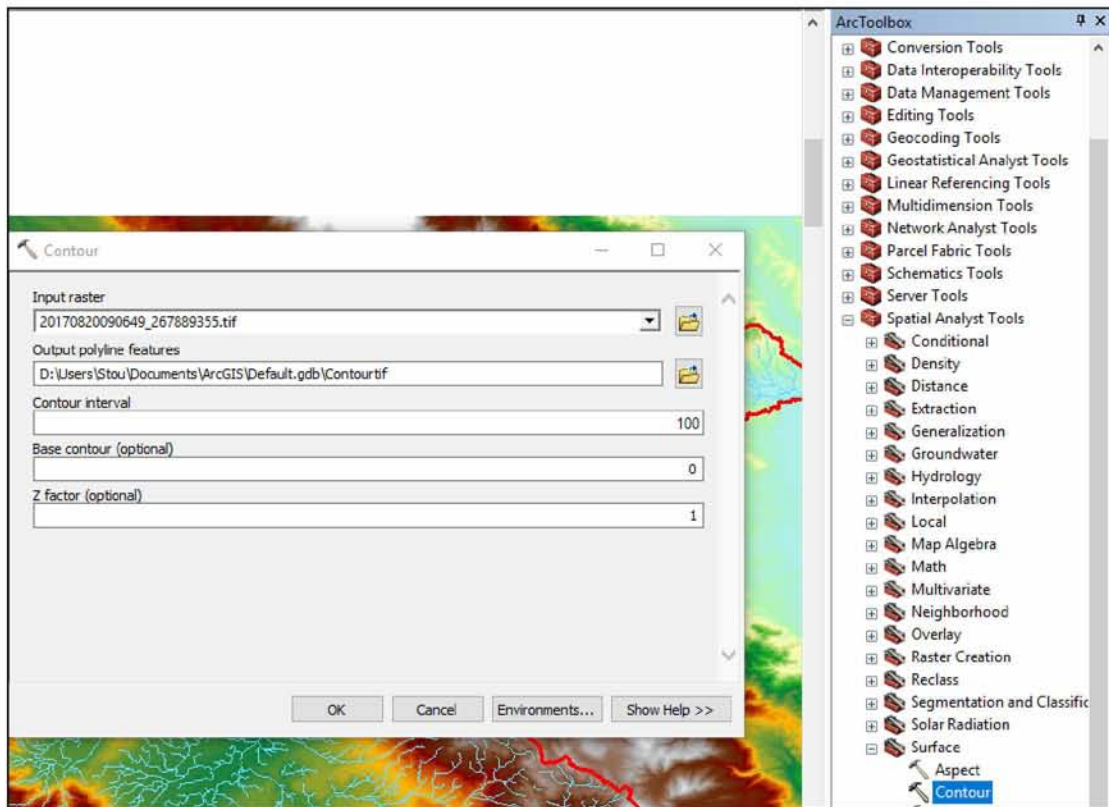 Contour
Input raster
20170820090649_267889355.tif
Output polyline features
D:\Users\Stou\Documents\ArcGIS\Default.gdb\Contourtif
Contour interval
100
Base contour (optional)
0
Z factor (optional)
1
OK
Cancel
Environments...
Show Help >>
ArcToolbox
Conversion Tools
Data Interoperability Tools
Data Management Tools
Editing Tools
Geocoding Tools
Geostatistical Analyst Tools
Linear Referencing Tools
Multidimension Tools
Network Analyst Tools
Parcel Fabric Tools
Schematics Tools
Server Tools
Spatial Analyst Tools
Conditional
Density
Distance
Extraction
Generalization
Groundwater
Hydrology
Interpolation
Local
Map Algebra
Math
Multivariate
Neighborhood
Overlay
Raster Creation
Reclass
Segmentation and Classific
Solar Radiation
Surface
Aspect
Contour